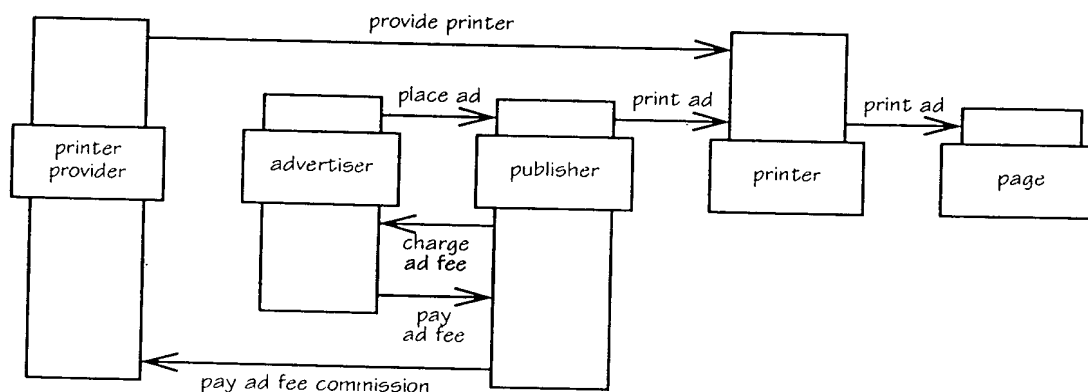 provide printer
place ad
print ad
print ad
printer
provider
advertiser
publisher
printer
page
charge
ad fee
pay
ad fee
pay ad fee commission